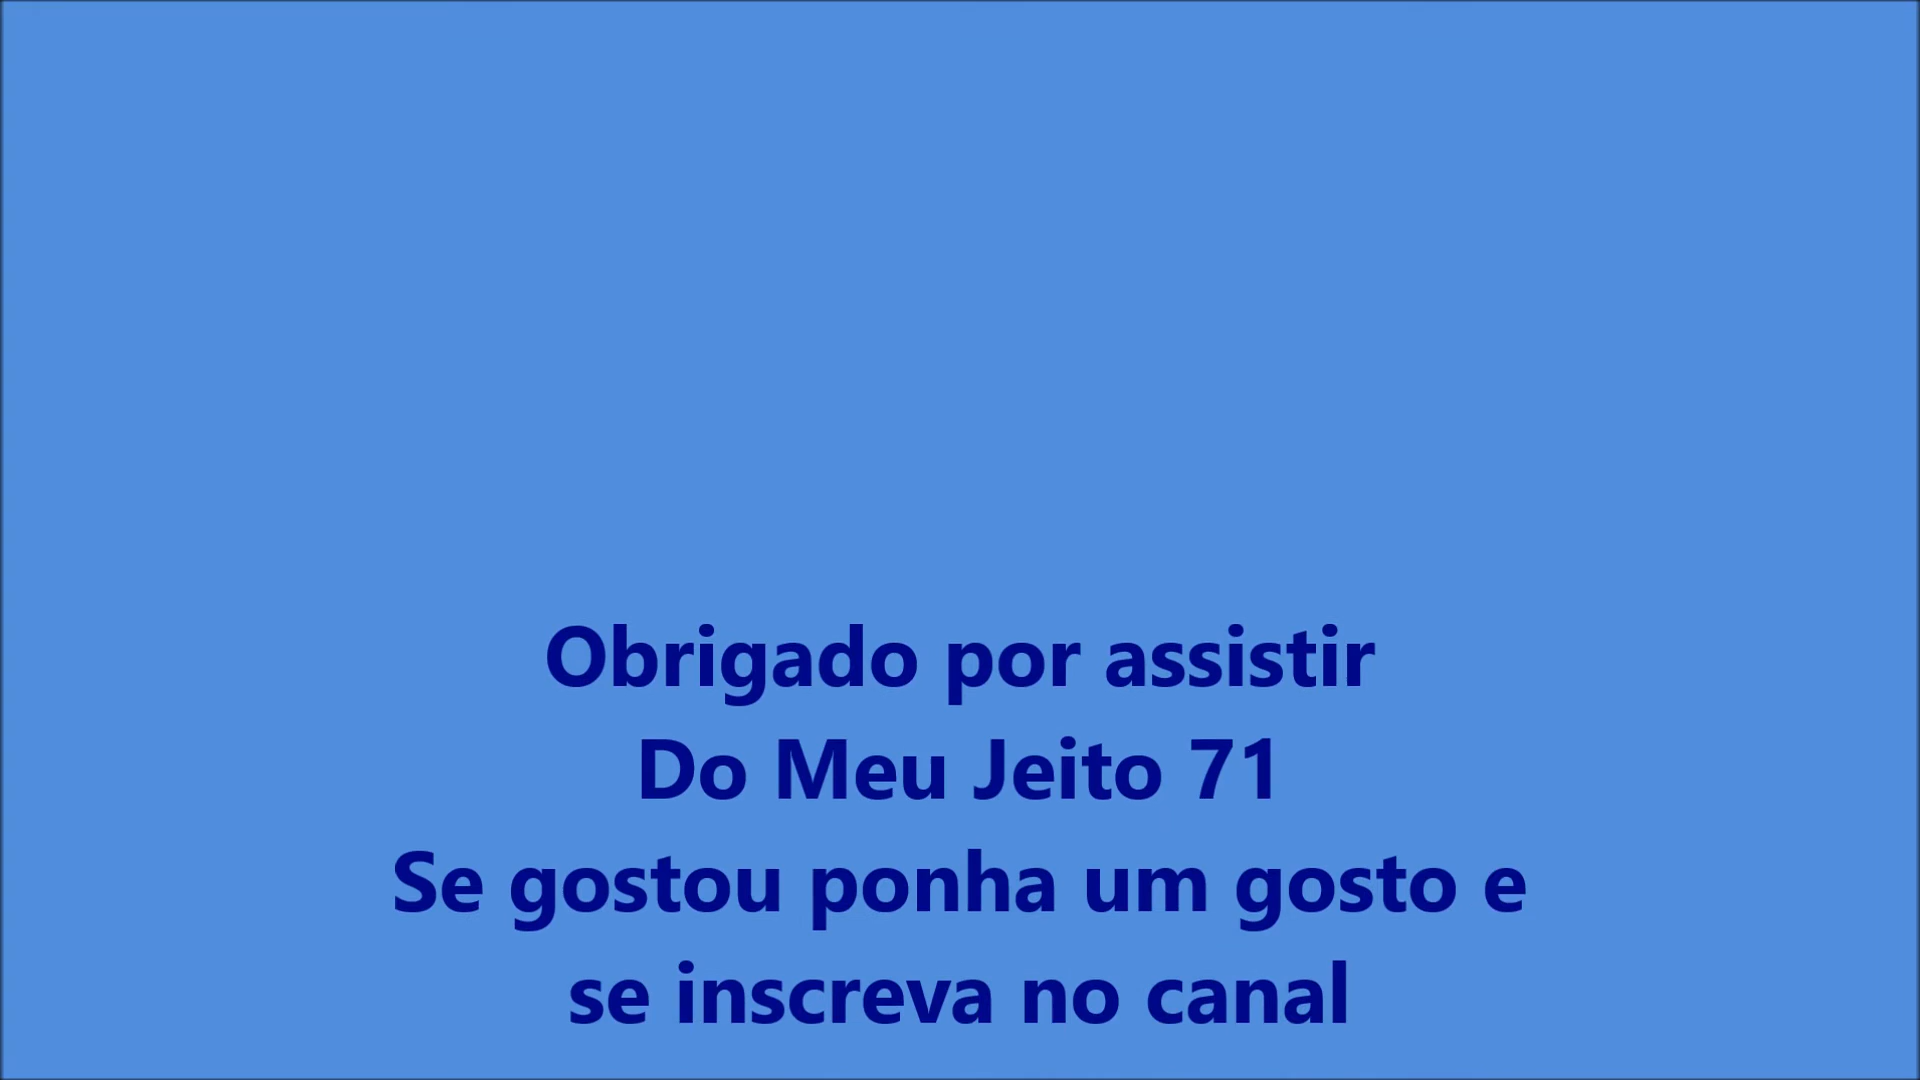 Obrigado por assistir
Do Meu Jeito 71
Se gostou ponha um gosto e
se inscreva no canal